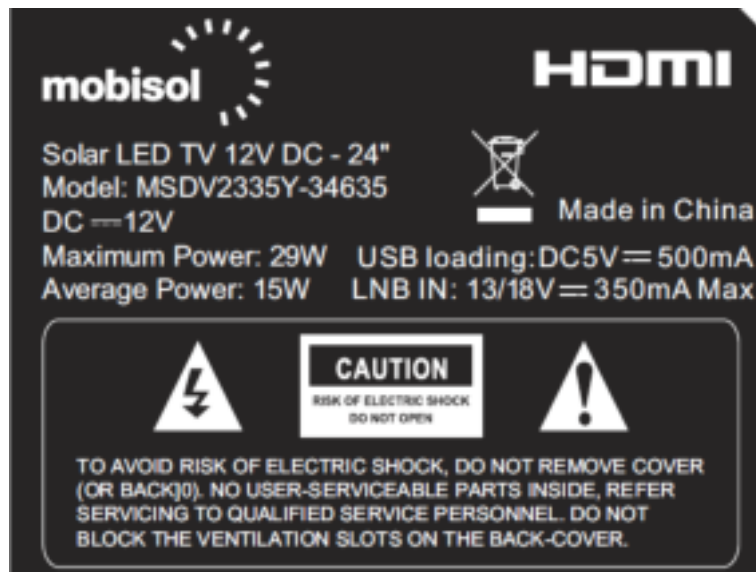 mobisol
HDMI
Solar LED TV 12V DC - 24"
Model: MSDV2335Y-34635
DC ⎓12V
Made in China
Maximum Power: 29W USB loading:DC5V⎓500mA
Average Power: 15W LNB IN: 13/18V⎓350mA Max
CAUTION
RISK OF ELECTRIC SHOCK
DO NOT OPEN
TO AVOID RISK OF ELECTRIC SHOCK, DO NOT REMOVE COVER
(OR BACK]0). NO USER-SERVICEABLE PARTS INSIDE, REFER
SERVICING TO QUALIFIED SERVICE PERSONNEL. DO NOT
BLOCK THE VENTILATION SLOTS ON THE BACK-COVER.